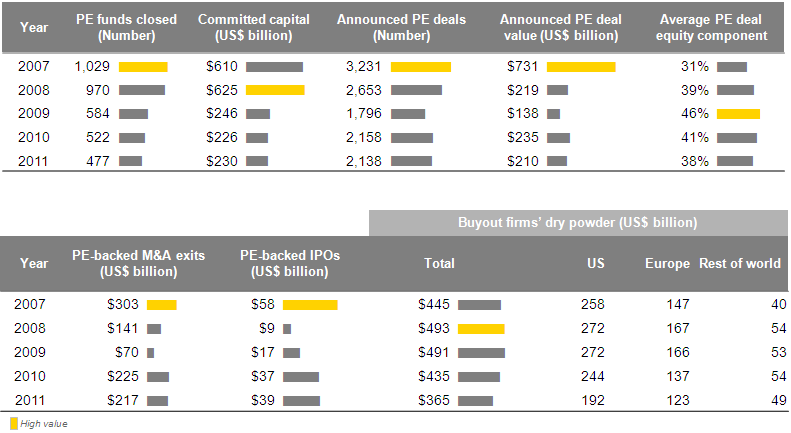 Year PE funds closed (Number) Committed capital (US$ billion) Announced PE deals (Number) Announced PE deal value (US$ billion) Average PE deal equity component
2007 1,029 $610 3,231 $731 31%
2008 970 $625 2,653 $219 39%
2009 584 $246 1,796 $138 46%
2010 522 $226 2,158 $235 41%
2011 477 $230 2,138 $210 38%
Buyout firms' dry powder (US$ billion)
Year PE-backed M&A exits (US$ billion) PE-backed IPOs (US$ billion) Total US Europe Rest of world
2007 $303 $58 $445 258 147 40
2008 $141 $9 $493 272 167 54
2009 $70 $17 $491 272 166 53
2010 $225 $37 $435 244 137 54
2011 $217 $39 $365 192 123 49
High value